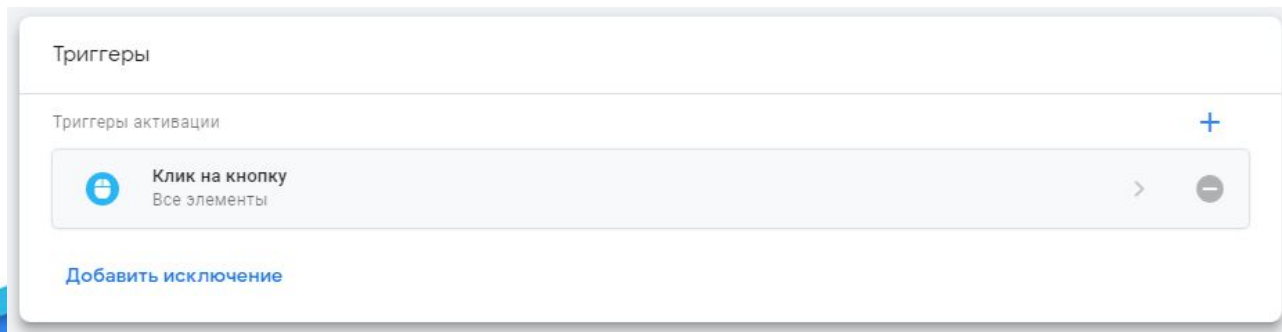 Триггеры
Триггеры активации
Клик на кнопку
Все элементы
Добавить исключение